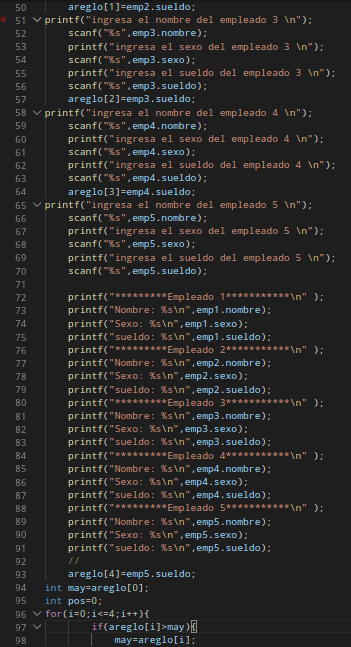 50 areglo[1]=emp2.sueldo;
51 printf("ingresa el nombre del empleado 3 \n");
52 scanf("%s",emp3.nombre);
53 printf("ingresa el sexo del empleado 3 \n");
54 scanf("%s",emp3.sexo);
55 printf("ingresa el sueldo del empleado 3 \n");
56 scanf("%s",emp3.sueldo);
57 areglo[2]=emp3.sueldo;
58 printf("ingresa el nombre del empleado 4 \n");
59 scanf("%s",emp4.nombre);
60 printf("ingresa el sexo del empleado 4 \n");
61 scanf("%s",emp4.sexo);
62 printf("ingresa el sueldo del empleado 4 \n");
63 scanf("%s",emp4.sueldo);
64 areglo[3]=emp4.sueldo;
65 printf("ingresa el nombre del empleado 5 \n");
66 scanf("%s",emp5.nombre);
67 printf("ingresa el sexo del empleado 5 \n");
68 scanf("%s",emp5.sexo);
69 printf("ingresa el sueldo del empleado 5 \n");
70 scanf("%s",emp5.sueldo);
71
72 printf("*********Empleado 1***********\n" );
73 printf("Nombre: %s\n",emp1.nombre);
74 printf("Sexo: %s\n",emp1.sexo);
75 printf("sueldo: %s\n",emp1.sueldo);
76 printf("*********Empleado 2***********\n" );
77 printf("Nombre: %s\n",emp2.nombre);
78 printf("Sexo: %s\n",emp2.sexo);
79 printf("sueldo: %s\n",emp2.sueldo);
80 printf("*********Empleado 3***********\n" );
81 printf("Nombre: %s\n",emp3.nombre);
82 printf("Sexo: %s\n",emp3.sexo);
83 printf("sueldo: %s\n",emp3.sueldo);
84 printf("*********Empleado 4***********\n" );
85 printf("Nombre: %s\n",emp4.nombre);
86 printf("Sexo: %s\n",emp4.sexo);
87 printf("sueldo: %s\n",emp4.sueldo);
88 printf("*********Empleado 5***********\n" );
89 printf("Nombre: %s\n",emp5.nombre);
90 printf("Sexo: %s\n",emp5.sexo);
91 printf("sueldo: %s\n",emp5.sueldo);
92 //
93 areglo[4]=emp5.sueldo;
94 int may=areglo[0];
95 int pos=0;
96 for(i=0;i<=4;i++){
97 if(areglo[i]>may){
98 may=areglo[i];